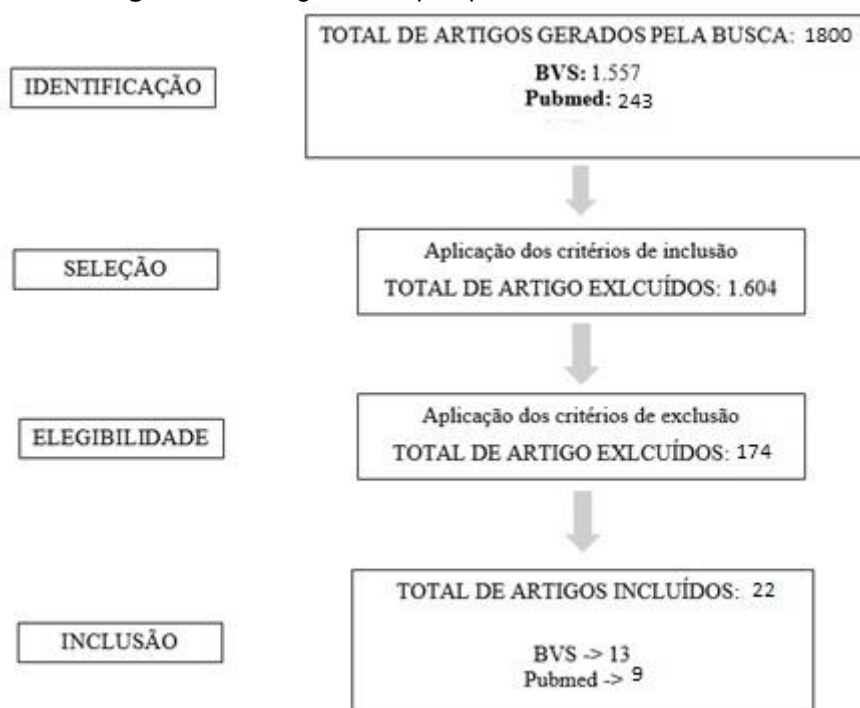 TOTAL DE ARTIGOS GERADOS PELA BUSCA: 1800
BVS: 1.557
Pubmed: 243
IDENTIFICAÇÃO
Aplicação dos critérios de inclusão
TOTAL DE ARTIGO EXLCUÍDOS: 1.604
SELEÇÃO
Aplicação dos critérios de exclusão
TOTAL DE ARTIGO EXLCUÍDOS: 174
ELEGIBILIDADE
TOTAL DE ARTIGOS INCLUÍDOS: 22
BVS -> 13
Pubmed -> 9
INCLUSÃO